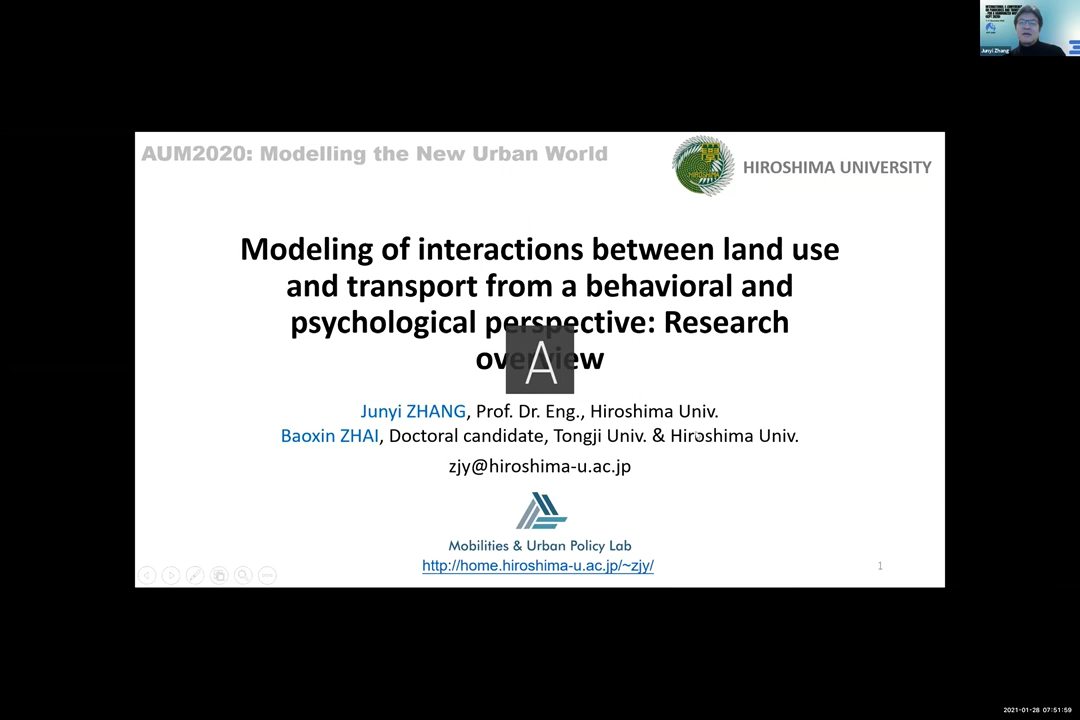 INTERNATIONAL E-CONFERENCE
Junyi Zhang
AUM2020: Modelling the New Urban World
HIROSHIMA UNIVERSITY
Modeling of interactions between land use
and transport from a behavioral and
psychological perspective: Research
overview
A
Junyi ZHANG, Prof. Dr. Eng., Hiroshima Univ.
Baoxin ZHAI, Doctoral candidate, Tongji Univ. & Hiroshima Univ.
zjy@hiroshima-u.ac.jp
Mobilities & Urban Policy Lab
http://home.hiroshima-u.ac.jp/~zjy/
1
2021-01-28 07:51:59